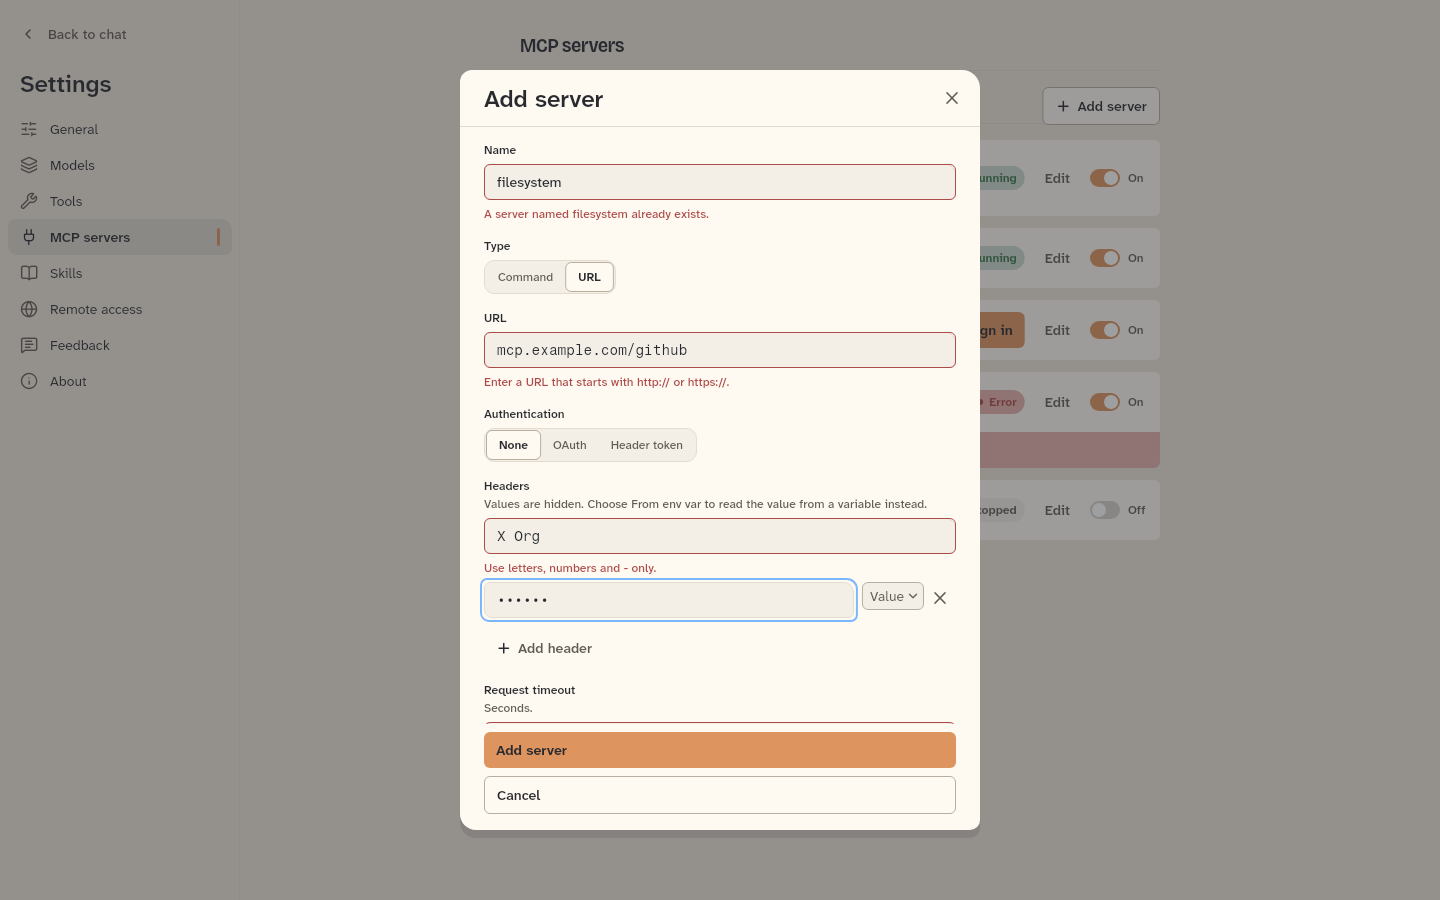 Back to chat
Settings
General
Models
Tools
MCP servers
Skills
Remote access
Feedback
About
MCP servers
Add server
Edit
On
Edit
On
in
Edit
On
Error
Edit
On
Edit
Off
Add server
Name
filesystem
A server named filesystem already exists.
Type
Command URL
URL
mcp.example.com/github
Enter a URL that starts with http:// or https://.
Authentication
None OAuth Header token
Headers
Values are hidden. Choose From env var to read the value from a variable instead.
X Org
Use letters, numbers and - only.
••••••
Value
Add header
Request timeout
Seconds.
Add server
Cancel